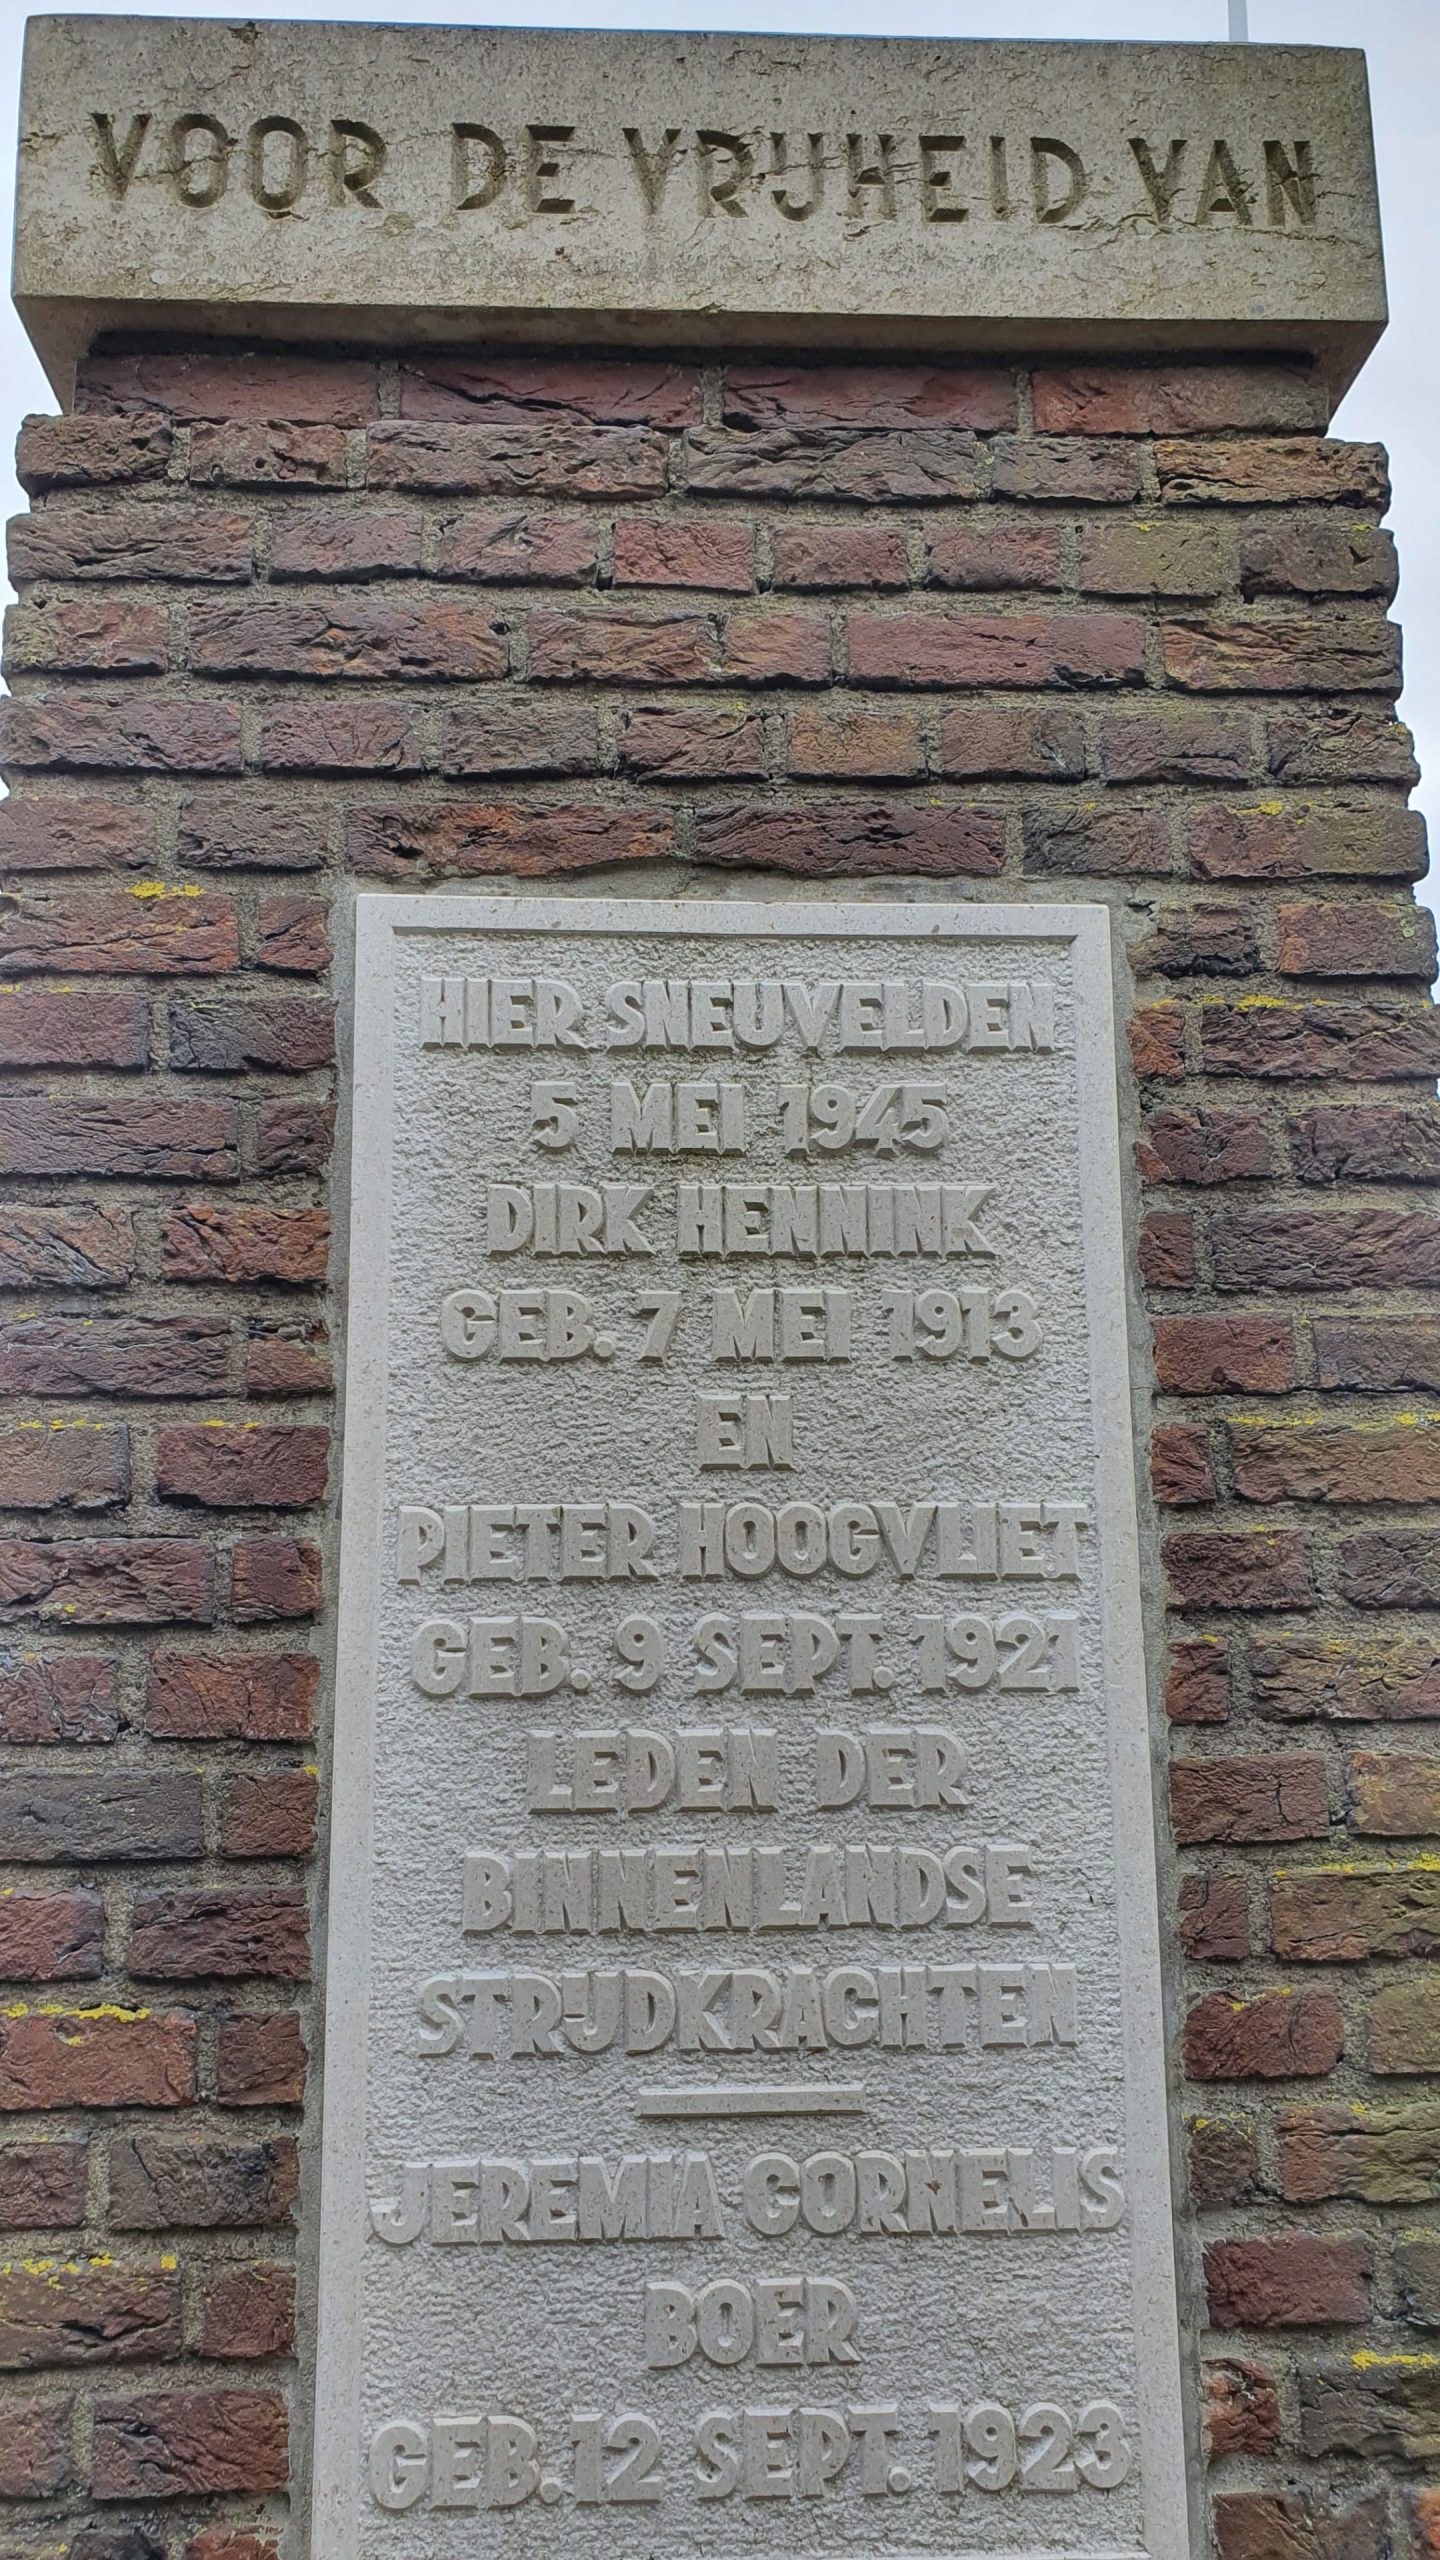 VOOR DE VRIJHEID VAN
HIER SNEUVELDEN
5 MEI 1945
DIRK HENNINK
GEB. 7 MEI 1913
EN
PIETER HOOGVLIET
GEB. 9 SEPT. 1921
LEDEN DER
BINNENLANDSE
STRIJDKRACHTEN
JEREMIA CORNELIS
BOER
GEB. 12 SEPT. 1923